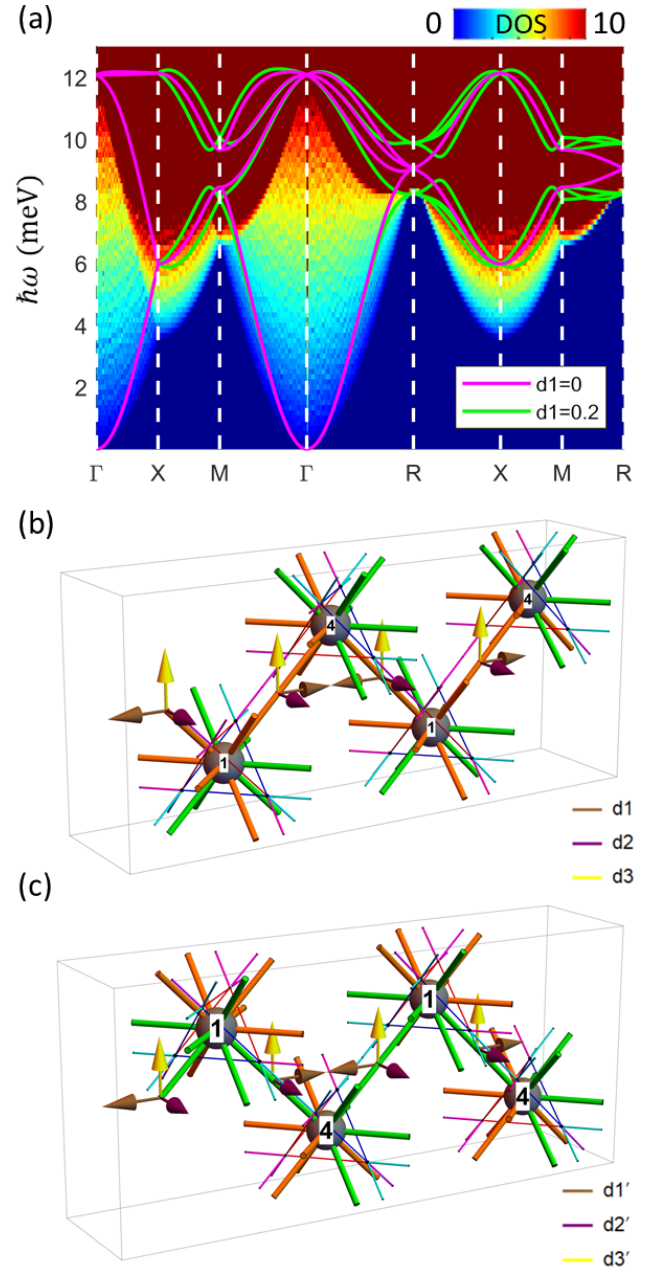 (a)
0 DOS 10
12
10
8
6
4
2
ħω (meV)
d1=0
d1=0.2
Γ X M Γ R X M R
(b)
4
4
1
1
d1
d2
d3
(c)
1
1
4
4
d1′
d2′
d3′